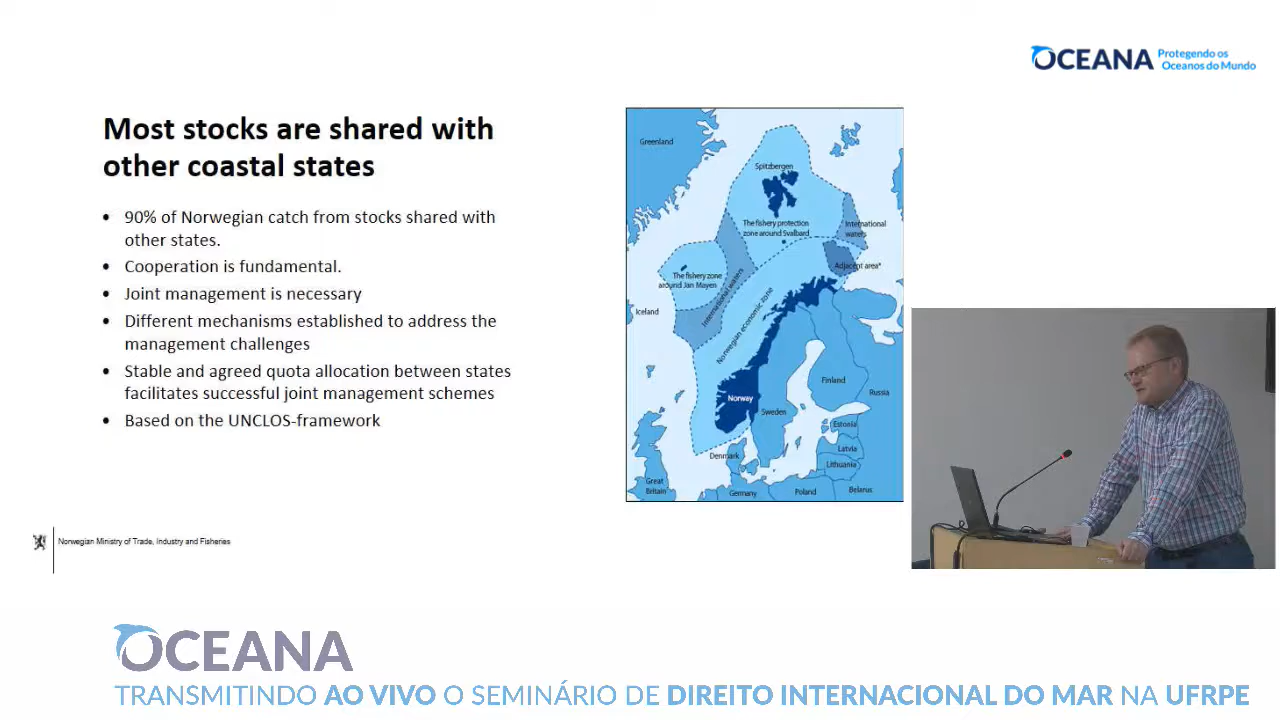 OCEANA
Protegendo os
Oceanos do Mundo
Most stocks are shared with
other coastal states
• 90% of Norwegian catch from stocks shared with
other states.
• Cooperation is fundamental.
• Joint management is necessary
• Different mechanisms established to address the
management challenges
• Stable and agreed quota allocation between states
facilitates successful joint management schemes
• Based on the UNCLOS-framework
Greenland
Spitzbergen
The fishery protection
zone around Svalbard
International
waters
Adjacent area*
The fishery zone
around Jan Mayen
International waters
Norwegian economic zone
Iceland
Norway
Sweden
Finland
Russia
Estonia
Latvia
Lithuania
Denmark
Great
Britain
Germany
Poland
Belarus
Norwegian Ministry of Trade, Industry and Fisheries
OCEANA
TRANSMITINDO AO VIVO O SEMINÁRIO DE DIREITO INTERNACIONAL DO MAR NA UFRPE